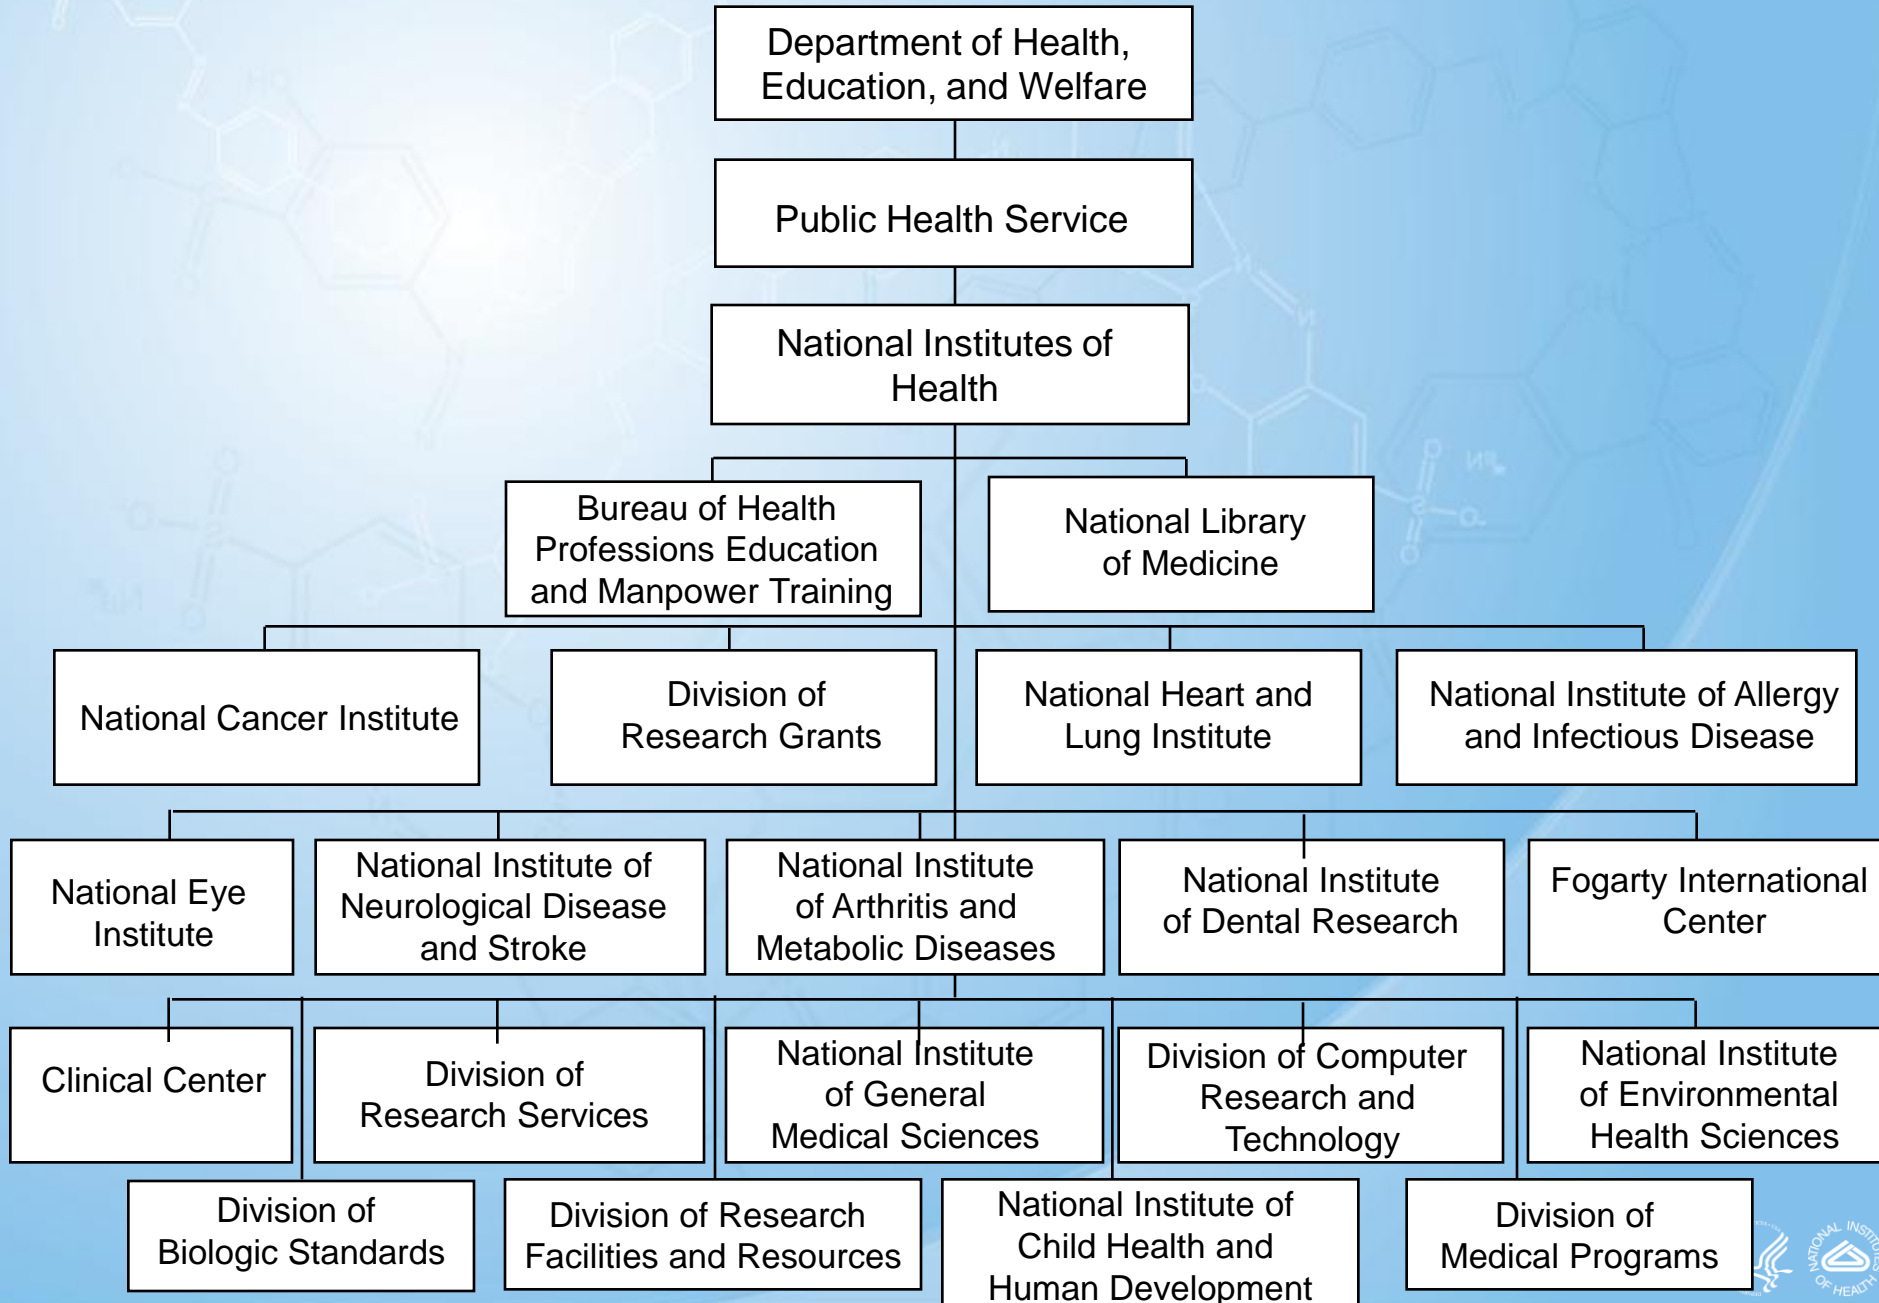 Department of Health,
Education, and Welfare
Public Health Service
National Institutes of
Health
Bureau of Health
Professions Education
and Manpower Training
National Library
of Medicine
National Cancer Institute
Division of
Research Grants
National Heart and
Lung Institute
National Institute of Allergy
and Infectious Disease
National Eye
Institute
National Institute of
Neurological Disease
and Stroke
National Institute
of Arthritis and
Metabolic Diseases
National Institute
of Dental Research
Fogarty International
Center
Clinical Center
Division of
Research Services
National Institute
of General
Medical Sciences
Division of Computer
Research and
Technology
National Institute
of Environmental
Health Sciences
Division of
Biologic Standards
Division of Research
Facilities and Resources
National Institute of
Child Health and
Human Development
Division of
Medical Programs
NATIONAL
OF HEALTH